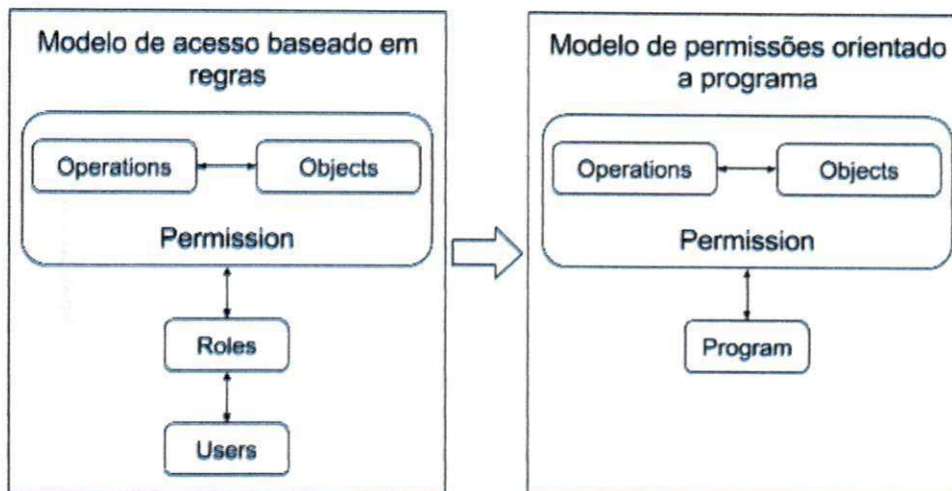 Modelo de acesso baseado em
regras
Operations
Objects
Permission
Roles
Users
Modelo de permissões orientado
a programa
Operations
Objects
Permission
Program